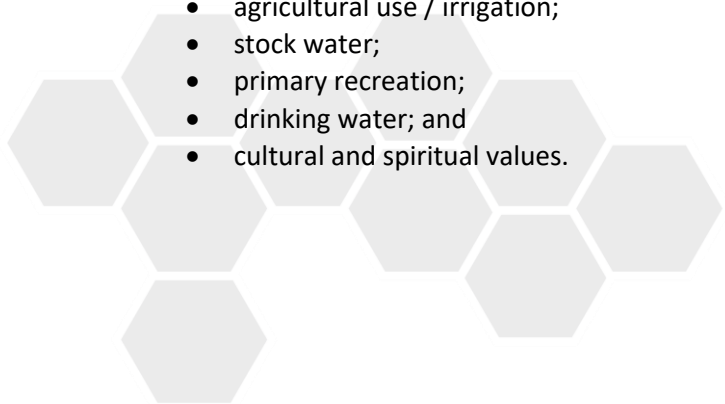 • agricultural use / irrigation;
• stock water;
• primary recreation;
• drinking water; and
• cultural and spiritual values.